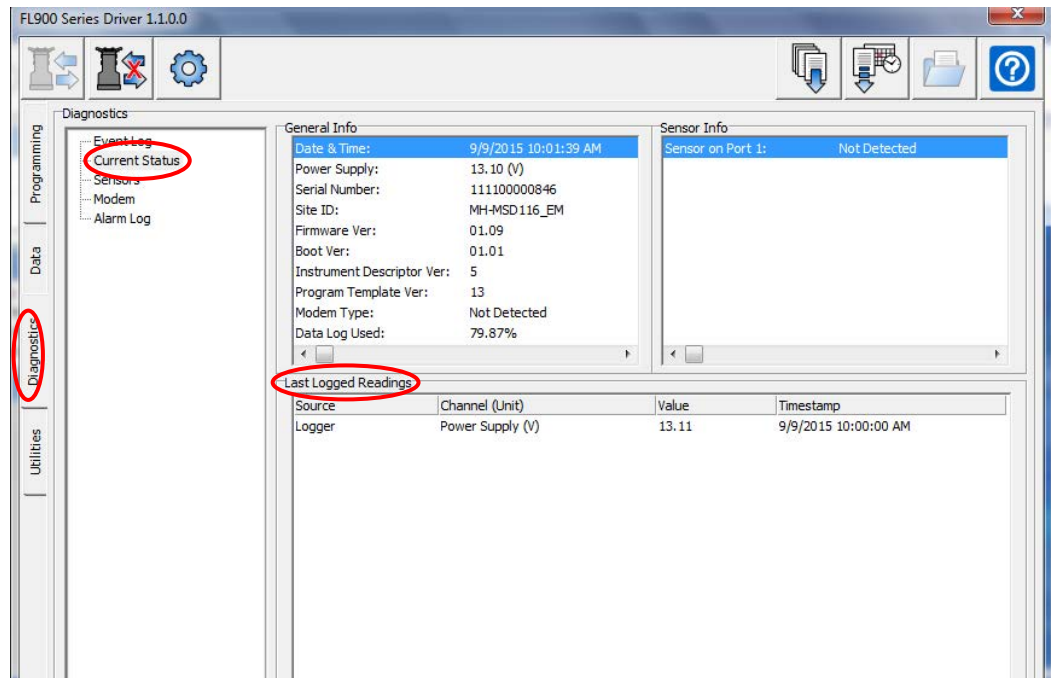 FL900 Series Driver 1.1.0.0
Programming
Data
Diagnostics
Utilities
Diagnostics
Event Log
Current Status
Sensors
Modem
Alarm Log
General Info
Date & Time: 9/9/2015 10:01:39 AM
Power Supply: 13.10 (V)
Serial Number: 111100000846
Site ID: MH-MSD116_EM
Firmware Ver: 01.09
Boot Ver: 01.01
Instrument Descriptor Ver: 5
Program Template Ver: 13
Modem Type: Not Detected
Data Log Used: 79.87%
Sensor Info
Sensor on Port 1: Not Detected
Last Logged Readings
Source Channel (Unit) Value Timestamp
Logger Power Supply (V) 13.11 9/9/2015 10:00:00 AM